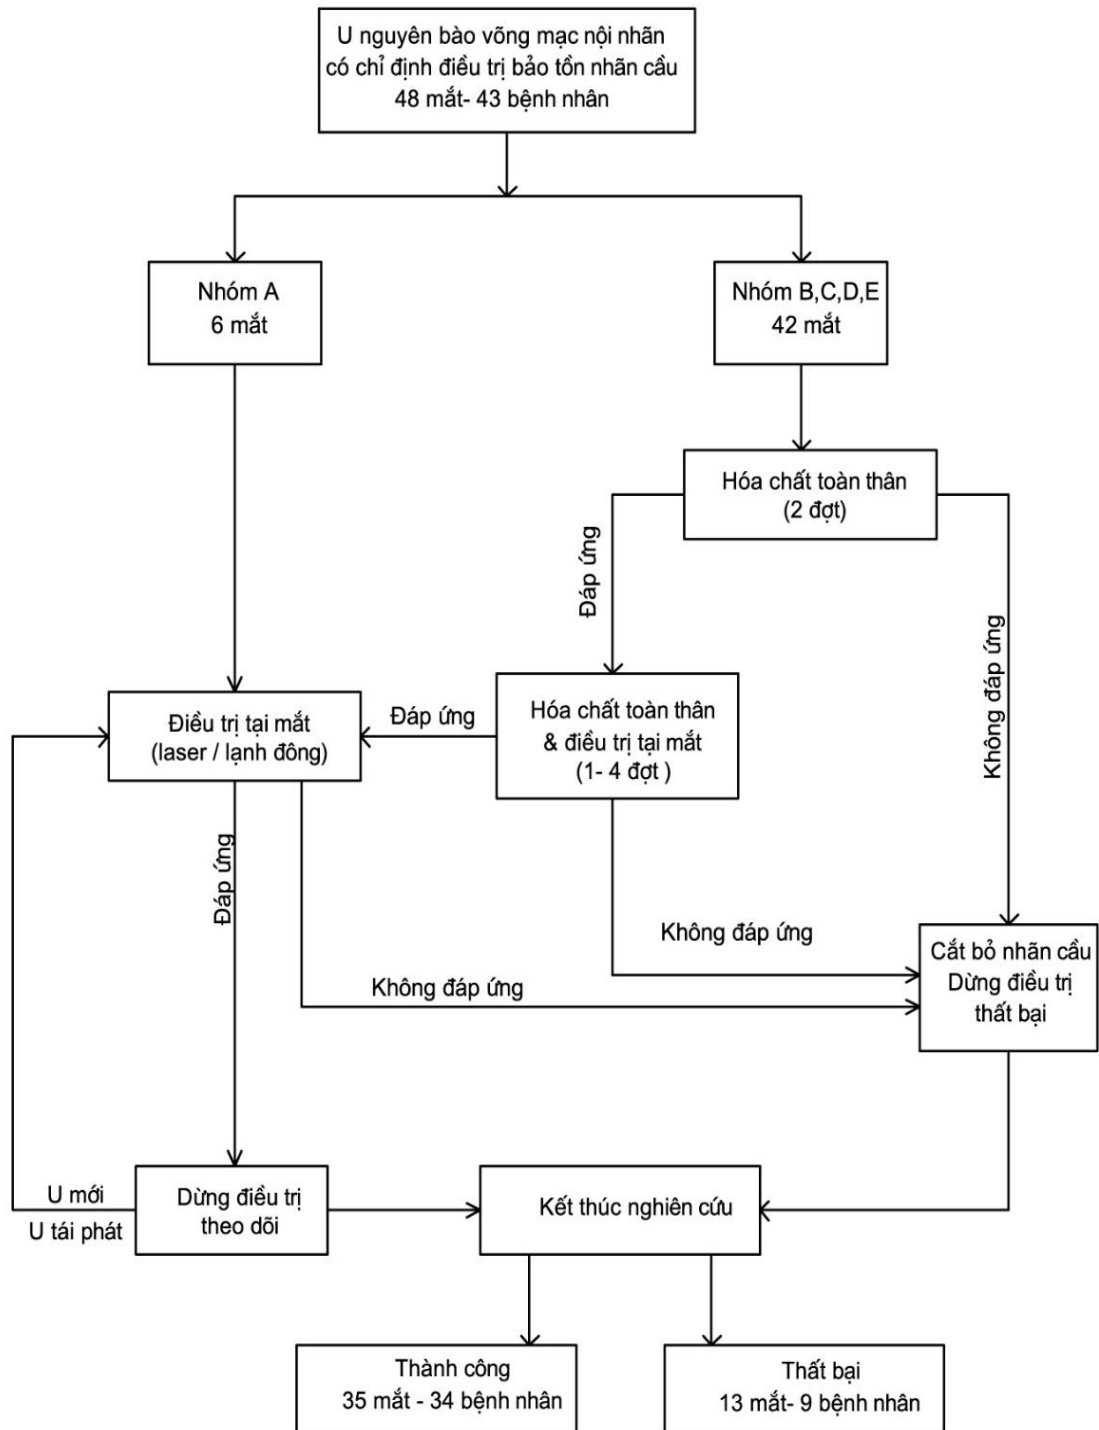 U nguyên bào võng mạc nội nhãn
có chỉ định điều trị bảo tồn nhãn cầu
48 mắt- 43 bệnh nhân
Nhóm A
6 mắt
Nhóm B,C,D,E
42 mắt
Hóa chất toàn thân
(2 đợt)
Đáp ứng
Không đáp ứng
Điều trị tại mắt
(laser / lạnh đông)
Đáp ứng
Hóa chất toàn thân
& điều trị tại mắt
(1- 4 đợt )
Đáp ứng
Không đáp ứng
Không đáp ứng
Cắt bỏ nhãn cầu
Dừng điều trị
thất bại
U mới
U tái phát
Dừng điều trị
theo dõi
Kết thúc nghiên cứu
Thành công
35 mắt - 34 bệnh nhân
Thất bại
13 mắt- 9 bệnh nhân